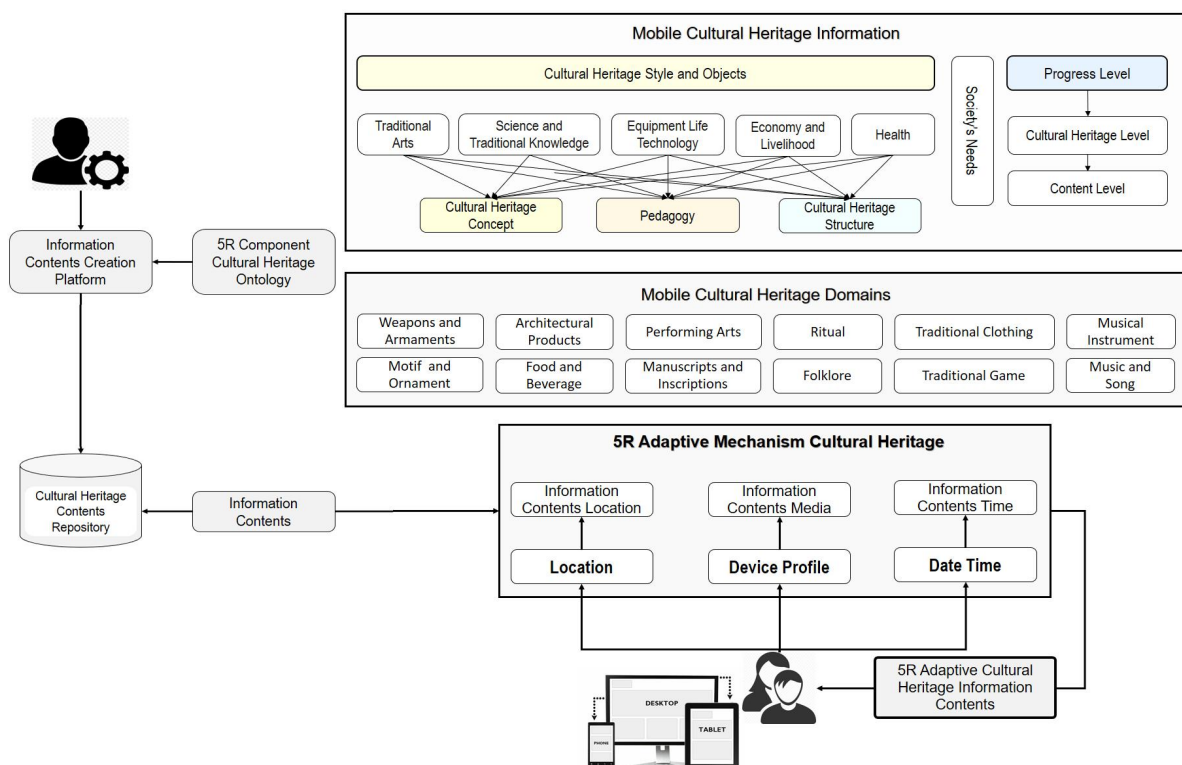 Mobile Cultural Heritage Information
Cultural Heritage Style and Objects
Society's Needs
Progress Level
Traditional
Arts
Science and
Traditional Knowledge
Equipment Life
Technology
Economy and
Livelihood
Health
Cultural Heritage Level
Content Level
Cultural Heritage
Concept
Pedagogy
Cultural Heritage
Structure
Information
Contents Creation
Platform
5R Component
Cultural Heritage
Ontology
Mobile Cultural Heritage Domains
Weapons and
Armaments
Architectural
Products
Performing Arts
Ritual
Traditional Clothing
Musical
Instrument
Motif and
Ornament
Food and
Beverage
Manuscripts and
Inscriptions
Folklore
Traditional Game
Music and
Song
5R Adaptive Mechanism Cultural Heritage
Cultural Heritage
Contents
Repository
Information
Contents
Information
Contents Location
Information
Contents Media
Information
Contents Time
Location
Device Profile
Date Time
5R Adaptive Cultural
Heritage Information
Contents
DESKTOP
PHONE
TABLET